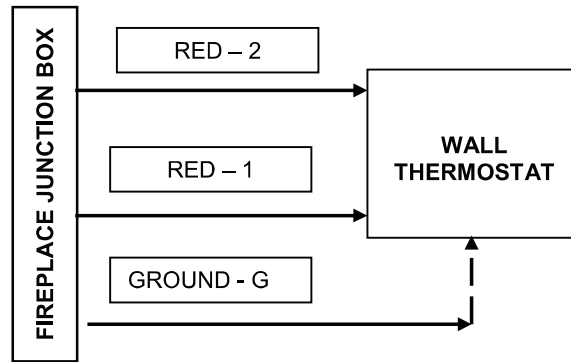 FIREPLACE JUNCTION BOX
RED – 2
RED – 1
GROUND - G
WALL
THERMOSTAT